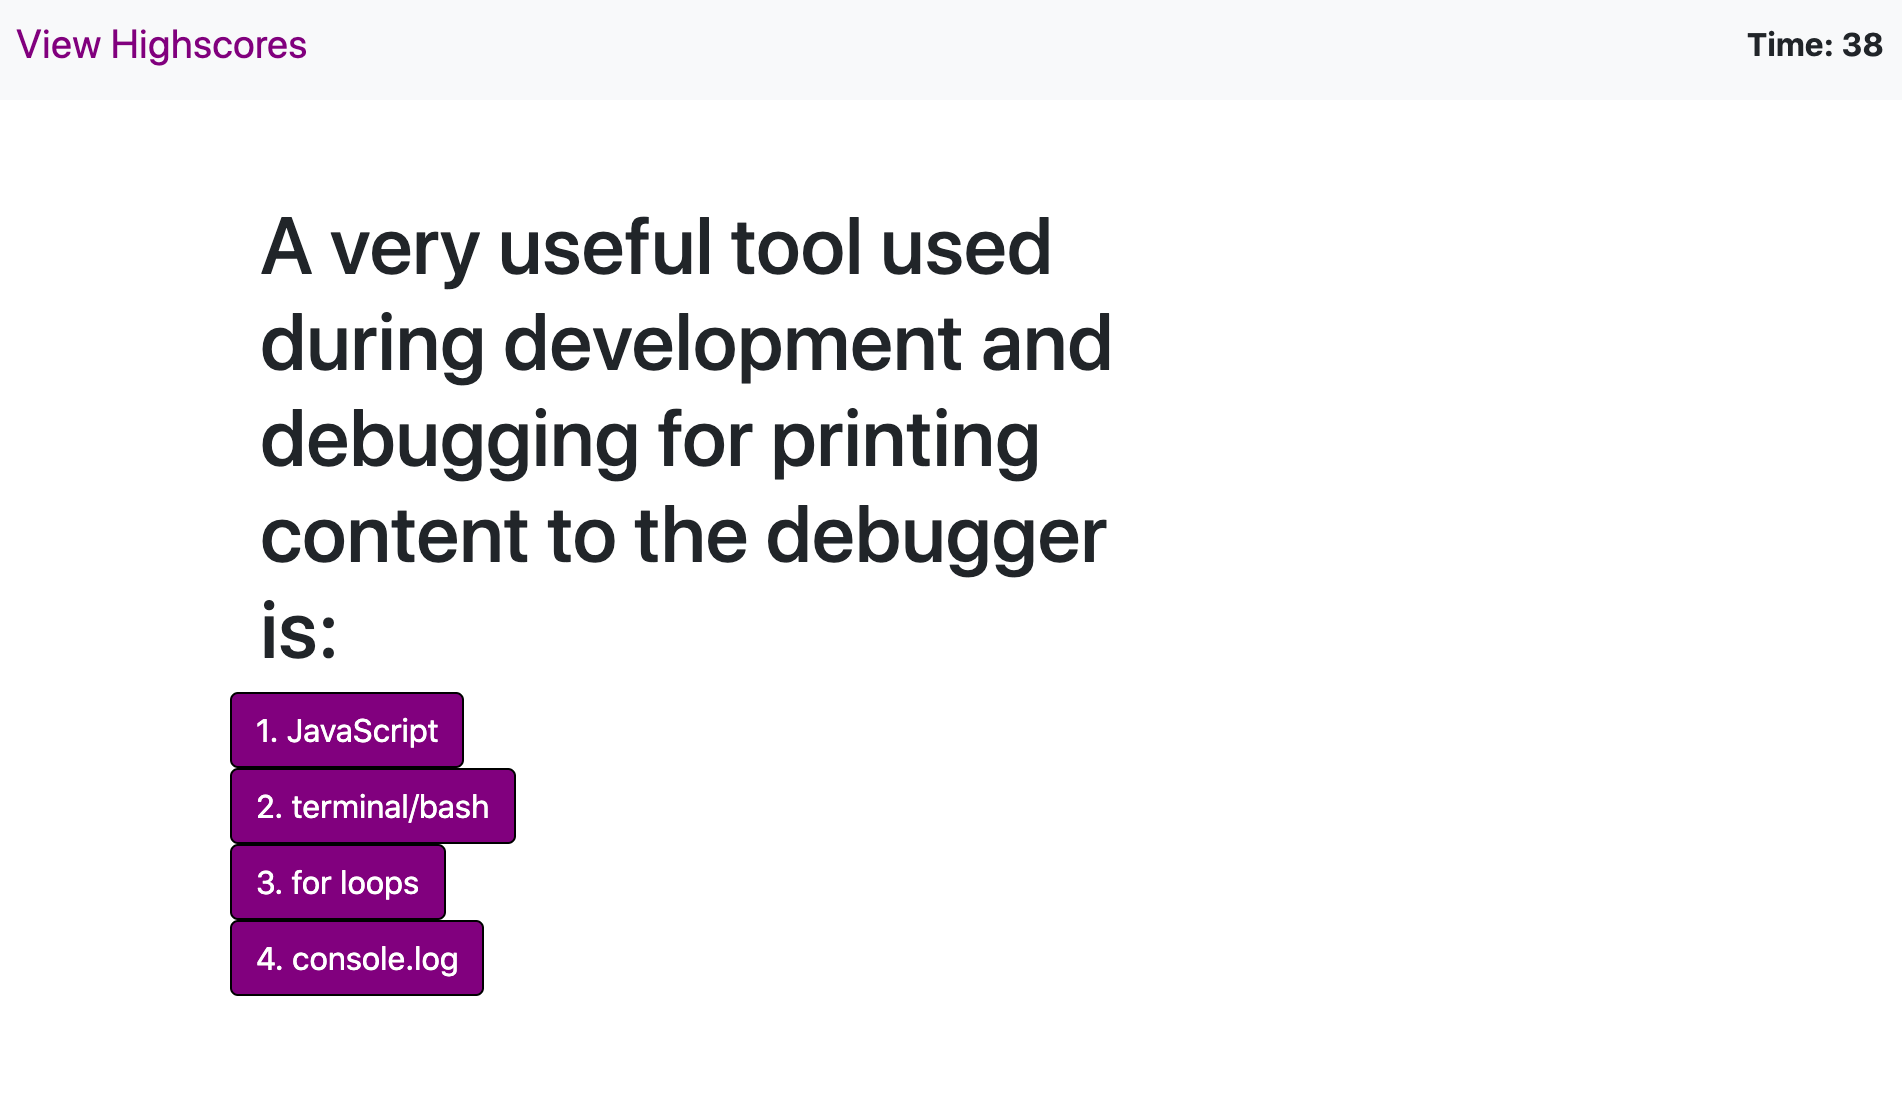 View Highscores
Time: 38
A very useful tool used
during development and
debugging for printing
content to the debugger
is:
1. JavaScript
2. terminal/bash
3. for loops
4. console.log